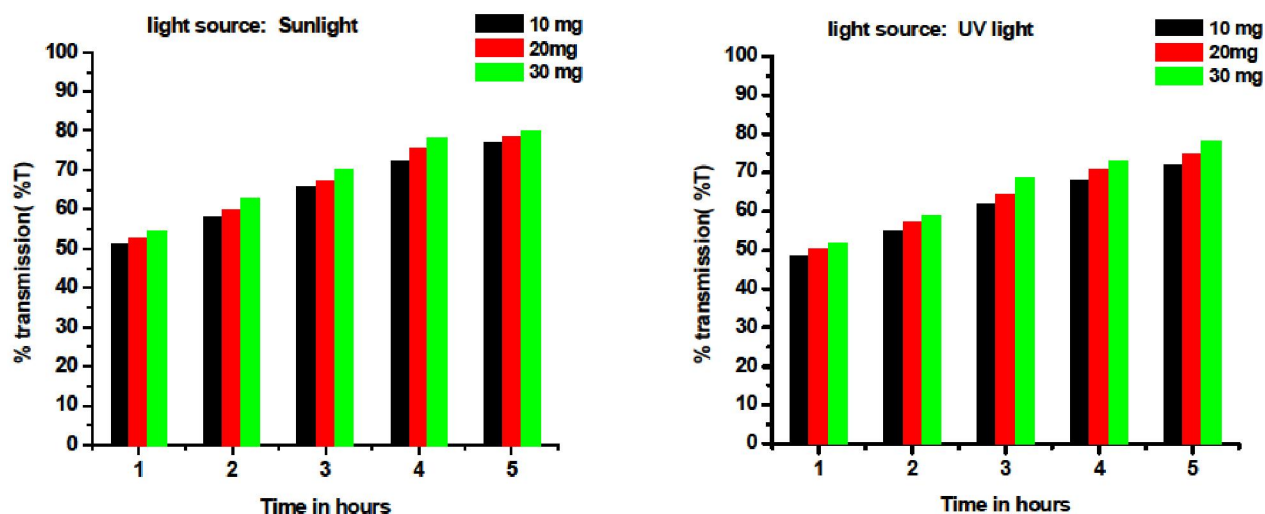 light source: Sunlight
10 mg
20mg
30 mg
100
90
80
70
60
50
40
30
20
10
0
% transmission( %T)
1 2 3 4 5
Time in hours
light source: UV light
10 mg
20mg
30 mg
100
90
80
70
60
50
40
30
20
10
0
% transmission( %T)
1 2 3 4 5
Time in hours